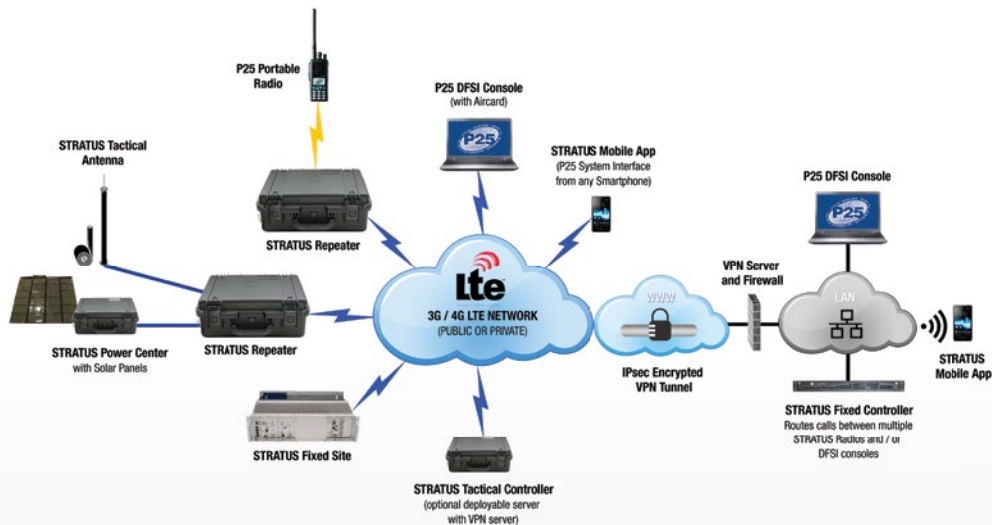 P25 Portable
Radio
P25 DFSI Console
(with Aircard)
P25
STRATUS Tactical
Antenna
STRATUS Mobile App
(P25 System Interface
from any Smartphone)
P25 DFSI Console
P25
STRATUS Repeater
Lte
3G / 4G LTE NETWORK
(PUBLIC OR PRIVATE)
VPN Server
and Firewall
WWW
LAN
STRATUS Power Center
with Solar Panels
STRATUS Repeater
IPsec Encrypted
VPN Tunnel
STRATUS
Mobile App
STRATUS Fixed Controller
Routes calls between multiple
STRATUS Radios and / or
DFSI consoles
STRATUS Fixed Site
STRATUS Tactical Controller
(optional deployable server
with VPN server)